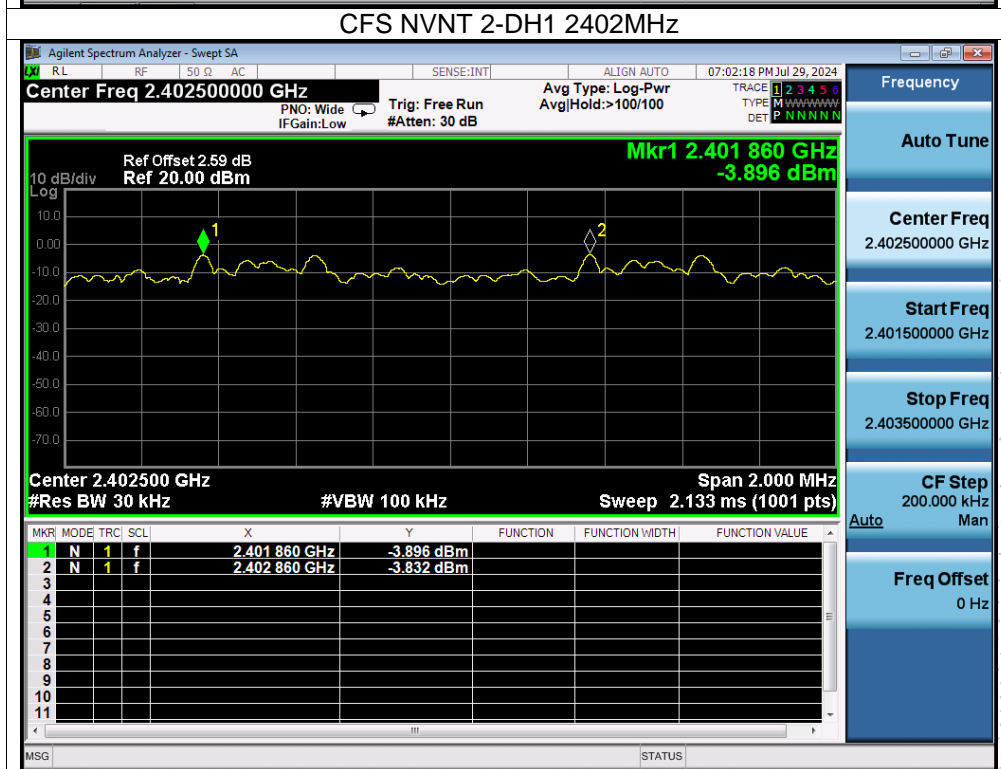 CFS NVNT 2-DH1 2402MHz
Agilent Spectrum Analyzer - Swept SA
LXI RL RF 50 Ω AC SENSE:INT ALIGN AUTO 07:02:18 PM Jul 29, 2024
Center Freq 2.402500000 GHz
PNO: Wide
IFGain:Low
Trig: Free Run
#Atten: 30 dB
Avg Type: Log-Pwr
Avg|Hold:>100/100
TRACE 1 2 3 4 5 6
TYPE M WWWWW
DET P N N N N N
Mkr1 2.401 860 GHz
-3.896 dBm
Ref Offset 2.59 dB
10 dB/div Ref 20.00 dBm
Log
10.0
0.00
-10.0
-20.0
-30.0
-40.0
-50.0
-60.0
-70.0
1
2
Center 2.402500 GHz Span 2.000 MHz
#Res BW 30 kHz #VBW 100 kHz Sweep 2.133 ms (1001 pts)
MKR MODE TRC SCL X Y FUNCTION FUNCTION WIDTH FUNCTION VALUE
1 N 1 f 2.401 860 GHz -3.896 dBm
2 N 1 f 2.402 860 GHz -3.832 dBm
3
4
5
6
7
8
9
10
11
MSG STATUS
Frequency
Auto Tune
Center Freq
2.402500000 GHz
Start Freq
2.401500000 GHz
Stop Freq
2.403500000 GHz
CF Step
200.000 kHz
Auto Man
Freq Offset
0 Hz